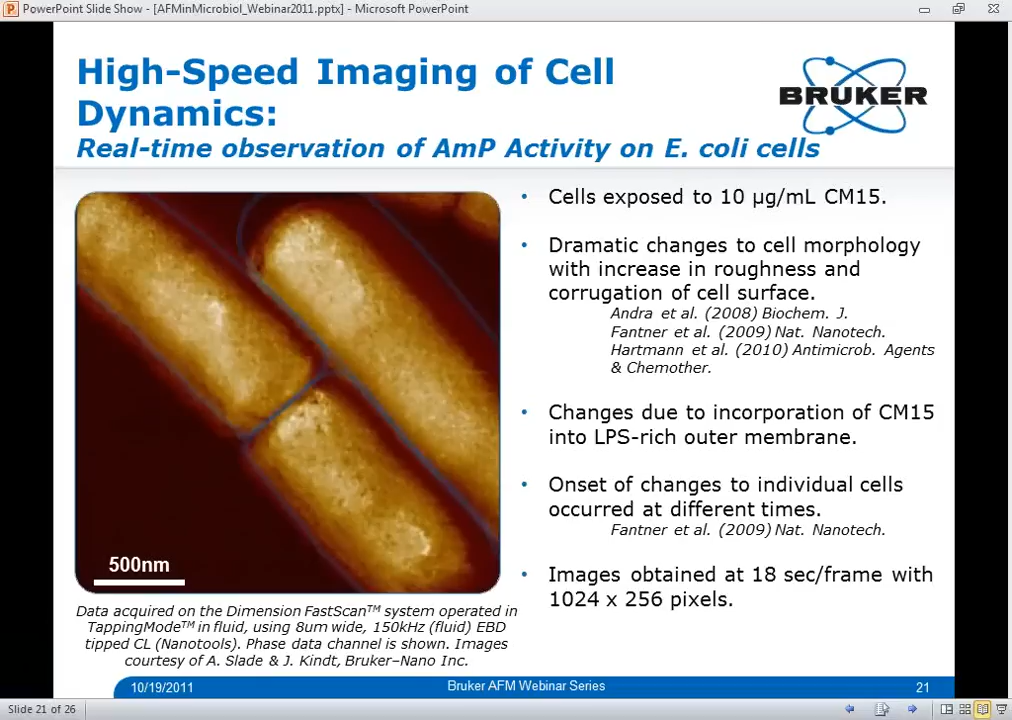 PowerPoint Slide Show - [AFMinMicrobiol_Webinar2011.pptx] - Microsoft PowerPoint
High-Speed Imaging of Cell
Dynamics:
Real-time observation of AmP Activity on E. coli cells
BRUKER
• Cells exposed to 10 µg/mL CM15.
• Dramatic changes to cell morphology
with increase in roughness and
corrugation of cell surface.
Andra et al. (2008) Biochem. J.
Fantner et al. (2009) Nat. Nanotech.
Hartmann et al. (2010) Antimicrob. Agents
& Chemother.
• Changes due to incorporation of CM15
into LPS-rich outer membrane.
• Onset of changes to individual cells
occurred at different times.
Fantner et al. (2009) Nat. Nanotech.
• Images obtained at 18 sec/frame with
1024 x 256 pixels.
500nm
Data acquired on the Dimension FastScan™ system operated in
TappingMode™ in fluid, using 8um wide, 150kHz (fluid) EBD
tipped CL (Nanotools). Phase data channel is shown. Images
courtesy of A. Slade & J. Kindt, Bruker–Nano Inc.
10/19/2011
Bruker AFM Webinar Series
21
Slide 21 of 26